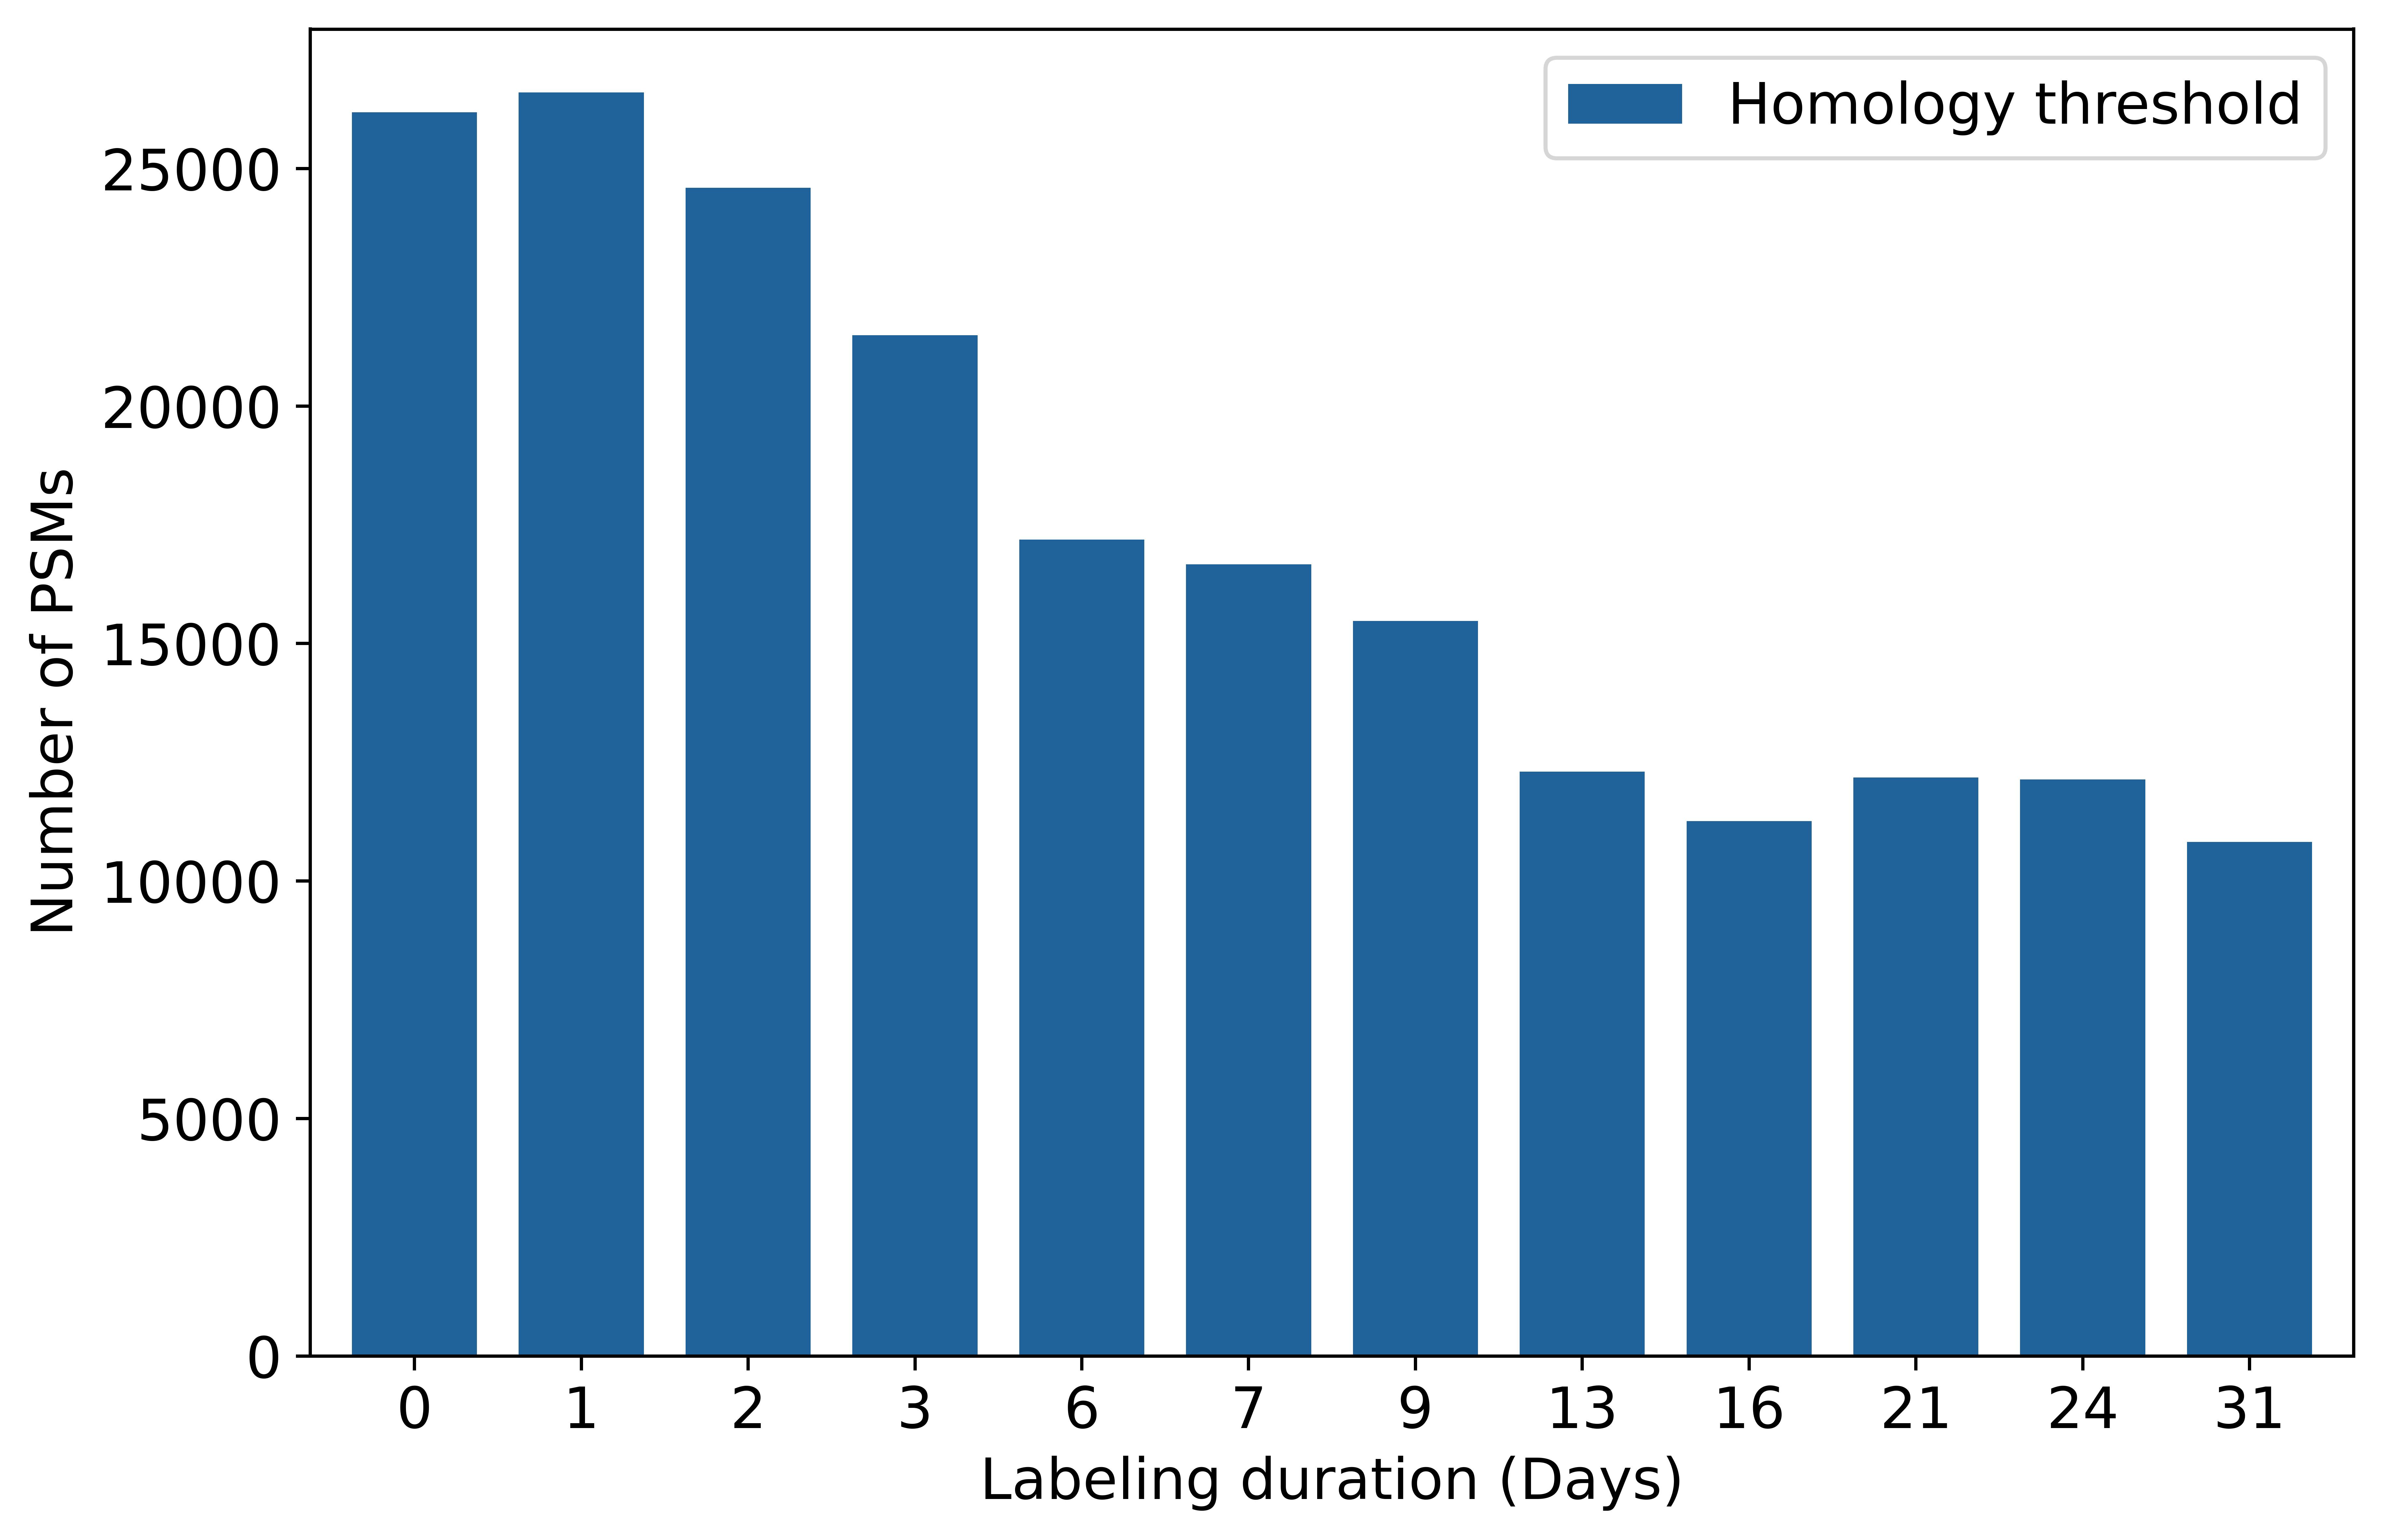 Homology threshold
Number of PSMs
25000
20000
15000
10000
5000
0
0 1 2 3 6 7 9 13 16 21 24 31
Labeling duration (Days)